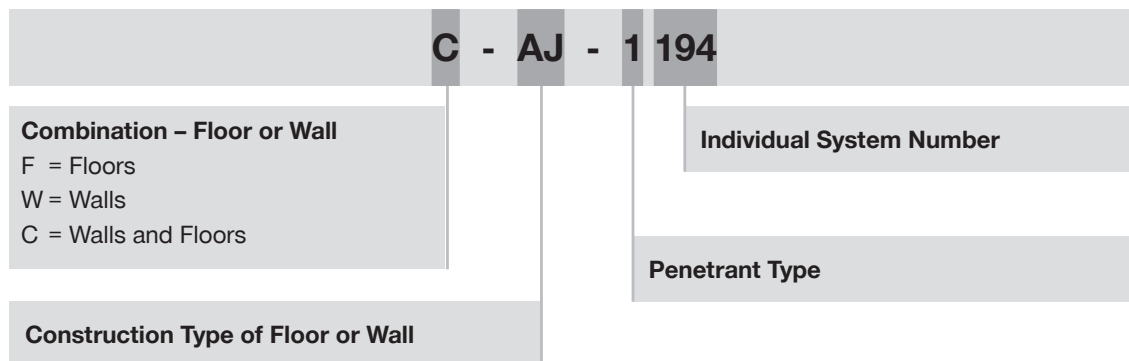 C - AJ - 1 194
Combination – Floor or Wall
F = Floors
W = Walls
C = Walls and Floors
Individual System Number
Penetrant Type
Construction Type of Floor or Wall